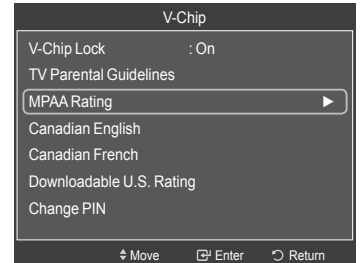 V-Chip
V-Chip Lock : On
TV Parental Guidelines
MPAA Rating
Canadian English
Canadian French
Downloadable U.S. Rating
Change PIN
Move Enter Return